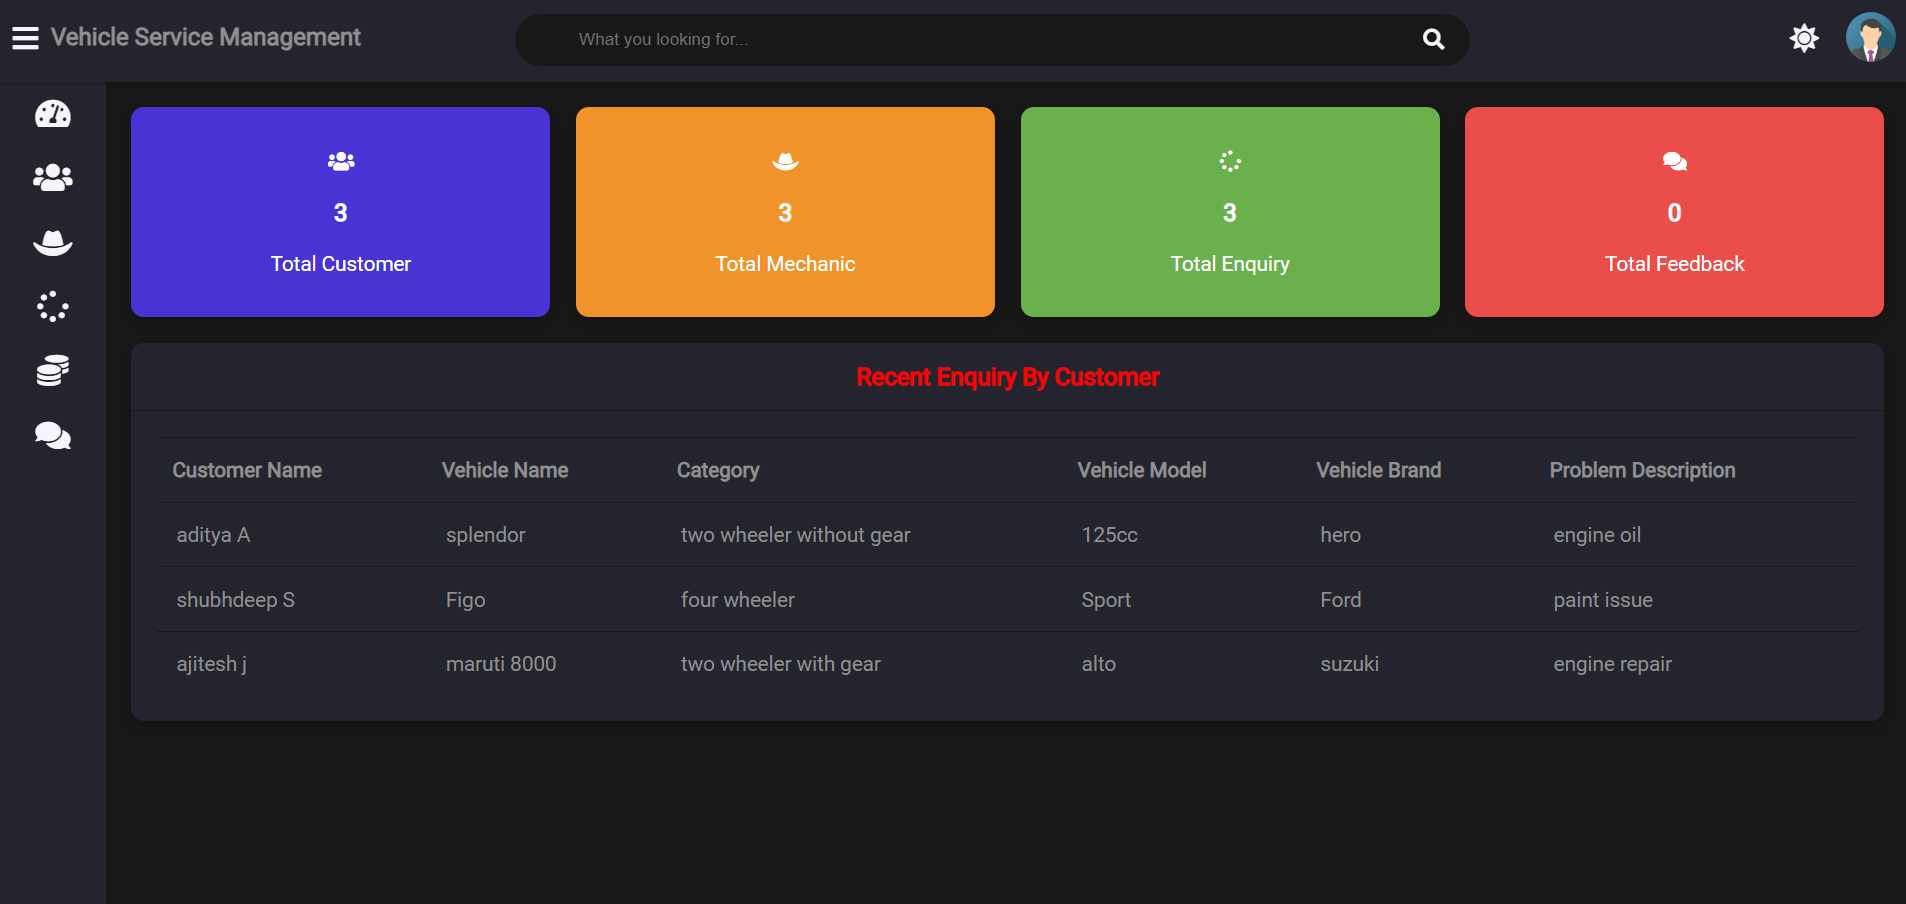 Vehicle Service Management
What you looking for...
3
Total Customer
3
Total Mechanic
3
Total Enquiry
0
Total Feedback
Recent Enquiry By Customer
Customer Name Vehicle Name Category Vehicle Model Vehicle Brand Problem Description
aditya A splendor two wheeler without gear 125cc hero engine oil
shubhdeep S Figo four wheeler Sport Ford paint issue
ajitesh j maruti 8000 two wheeler with gear alto suzuki engine repair